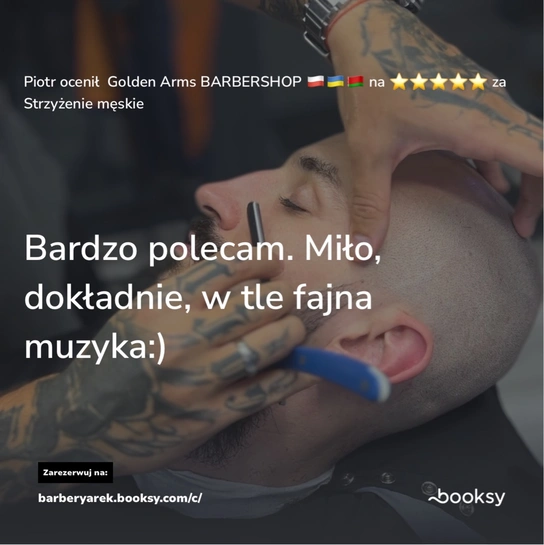 Piotr ocenił Golden Arms BARBERSHOP 🇵🇱🇺🇦🇧🇾 na ⭐⭐⭐⭐⭐ za
Strzyżenie męskie
Bardzo polecam. Miło,
dokładnie, w tle fajna
muzyka:)
Zarezerwuj na:
barberyarek.booksy.com/c/
booksy